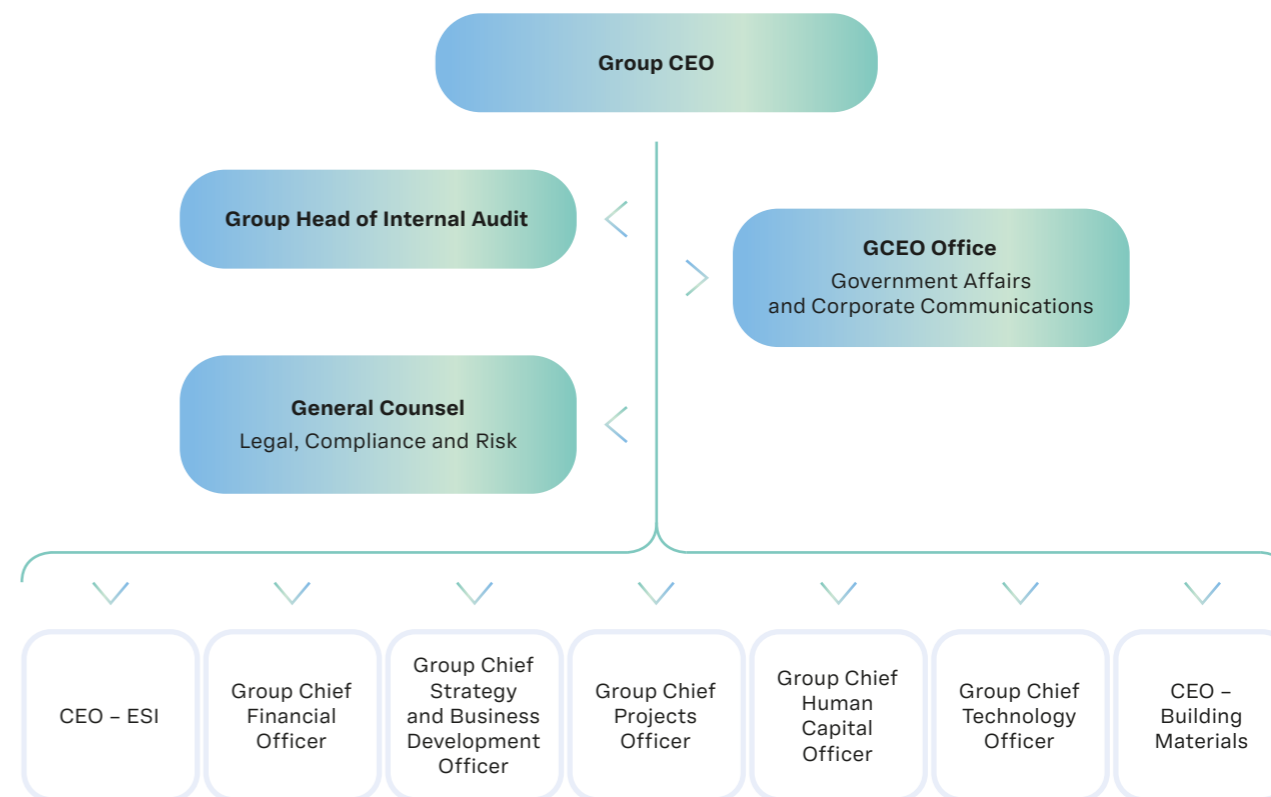 Group CEO
Group Head of Internal Audit
GCEO Office
Government Affairs
and Corporate Communications
General Counsel
Legal, Compliance and Risk
CEO – ESI
Group Chief
Financial
Officer
Group Chief
Strategy
and Business
Development
Officer
Group Chief
Projects
Officer
Group Chief
Human
Capital
Officer
Group Chief
Technology
Officer
CEO –
Building
Materials